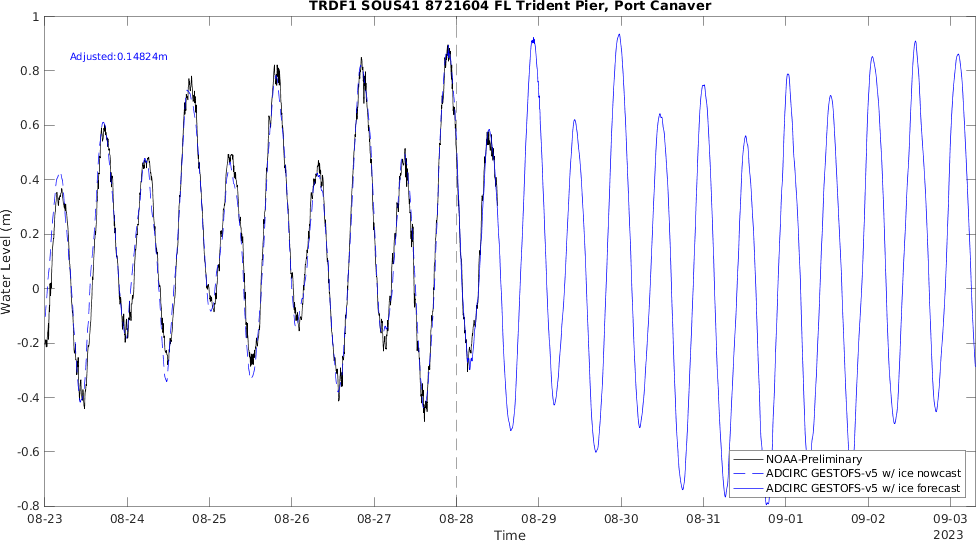 TRDF1 SOUS41 8721604 FL Trident Pier, Port Canaver
Adjusted:0.14824m
Water Level (m)
1
0.8
0.6
0.4
0.2
0
-0.2
-0.4
-0.6
-0.8
NOAA-Preliminary
ADCIRC GESTOFS-v5 w/ ice nowcast
ADCIRC GESTOFS-v5 w/ ice forecast
08-23 08-24 08-25 08-26 08-27 08-28 08-29 08-30 08-31 09-01 09-02 09-03
Time
2023